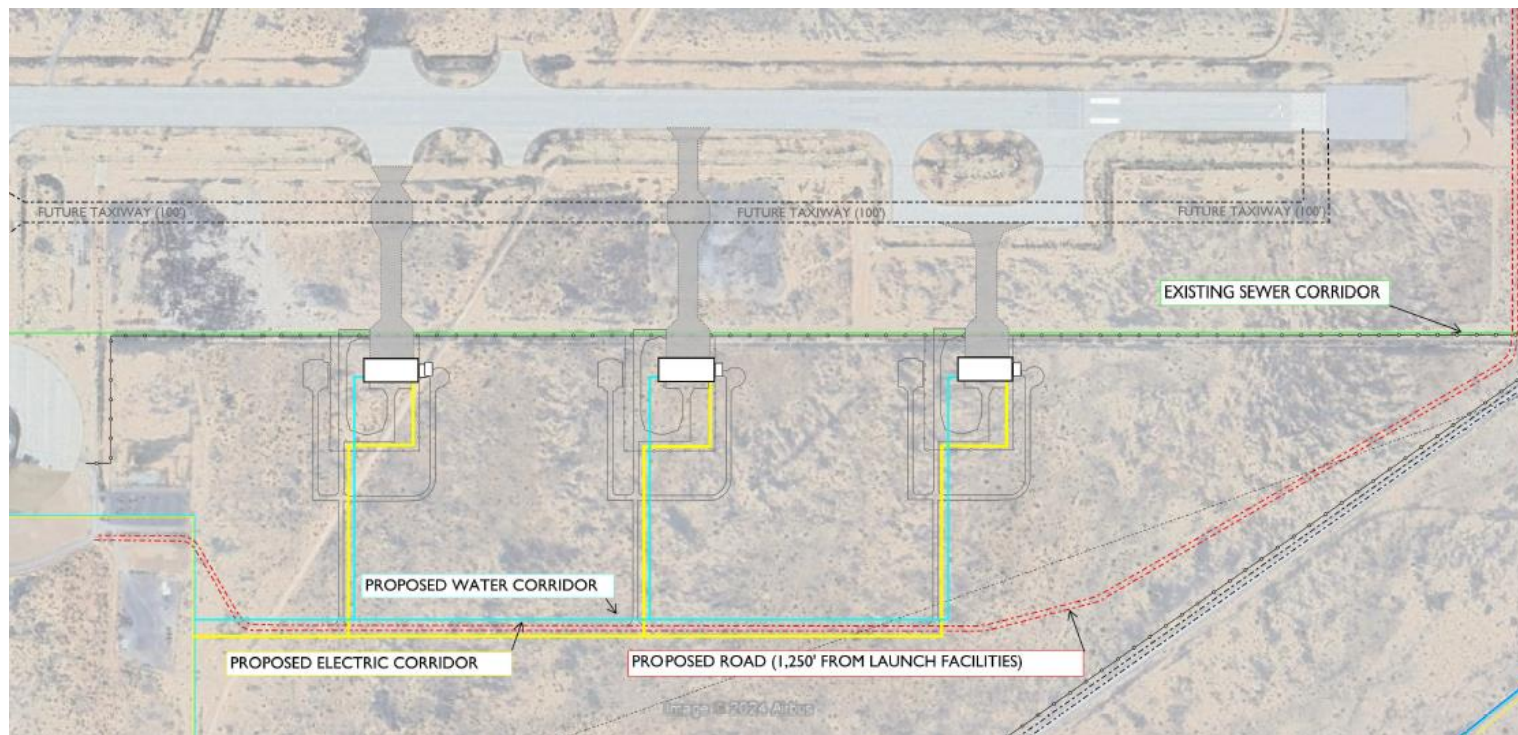 FUTURE TAXIWAY (100')
FUTURE TAXIWAY (100')
FUTURE TAXIWAY (100')
EXISTING SEWER CORRIDOR
PROPOSED WATER CORRIDOR
PROPOSED ELECTRIC CORRIDOR
PROPOSED ROAD (1,250' FROM LAUNCH FACILITIES)
Image © 2024 Airbus